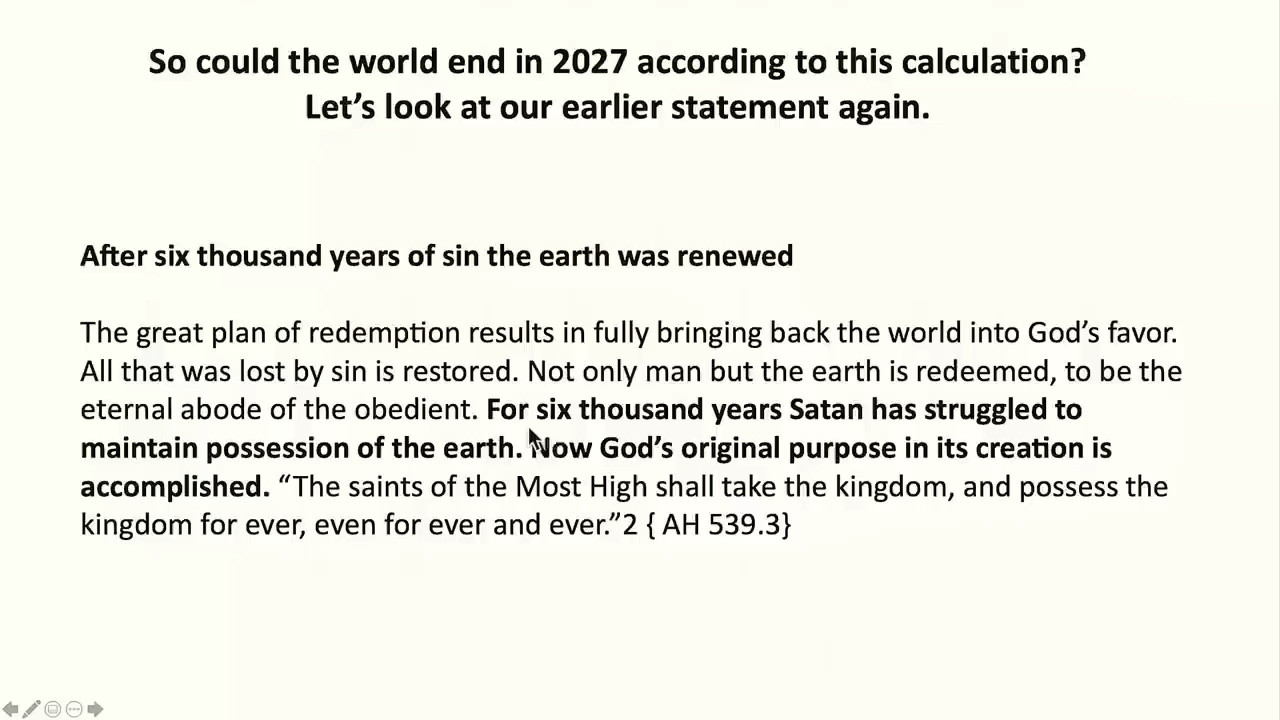 So could the world end in 2027 according to this calculation?
Let’s look at our earlier statement again.
After six thousand years of sin the earth was renewed
The great plan of redemption results in fully bringing back the world into God’s favor.
All that was lost by sin is restored. Not only man but the earth is redeemed, to be the
eternal abode of the obedient. For six thousand years Satan has struggled to
maintain possession of the earth. Now God’s original purpose in its creation is
accomplished. “The saints of the Most High shall take the kingdom, and possess the
kingdom for ever, even for ever and ever.”2 { AH 539.3}